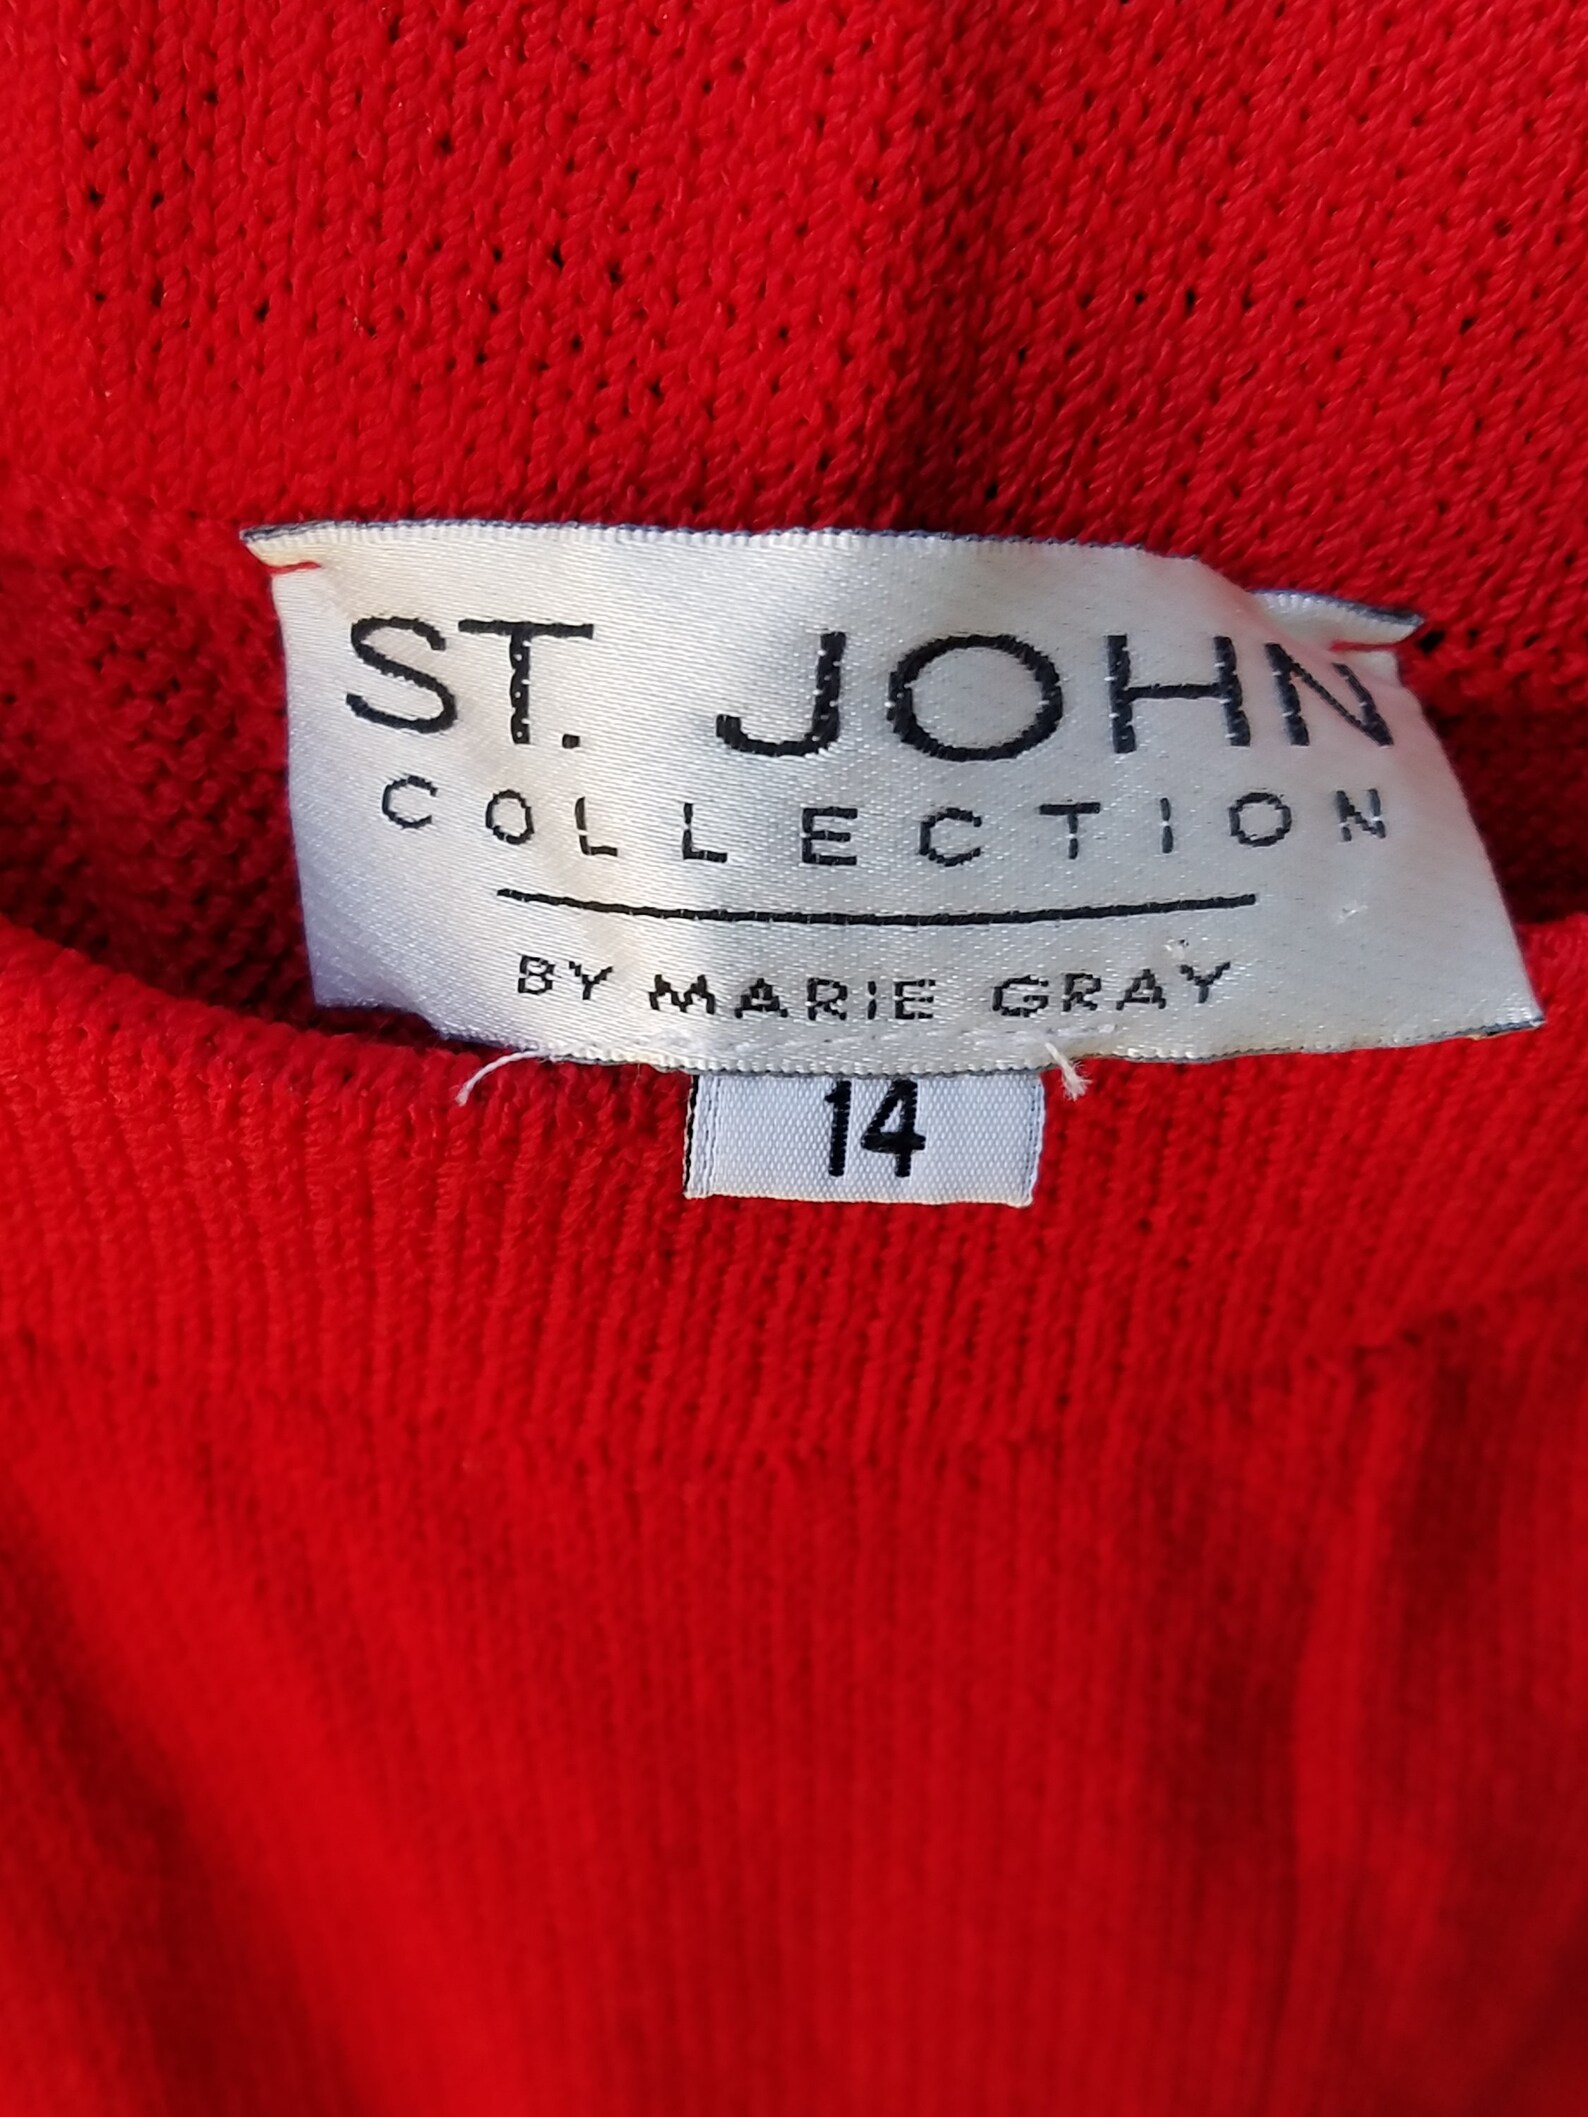 ST. JOHN
COLLECTION
BY MARIE GRAY
14